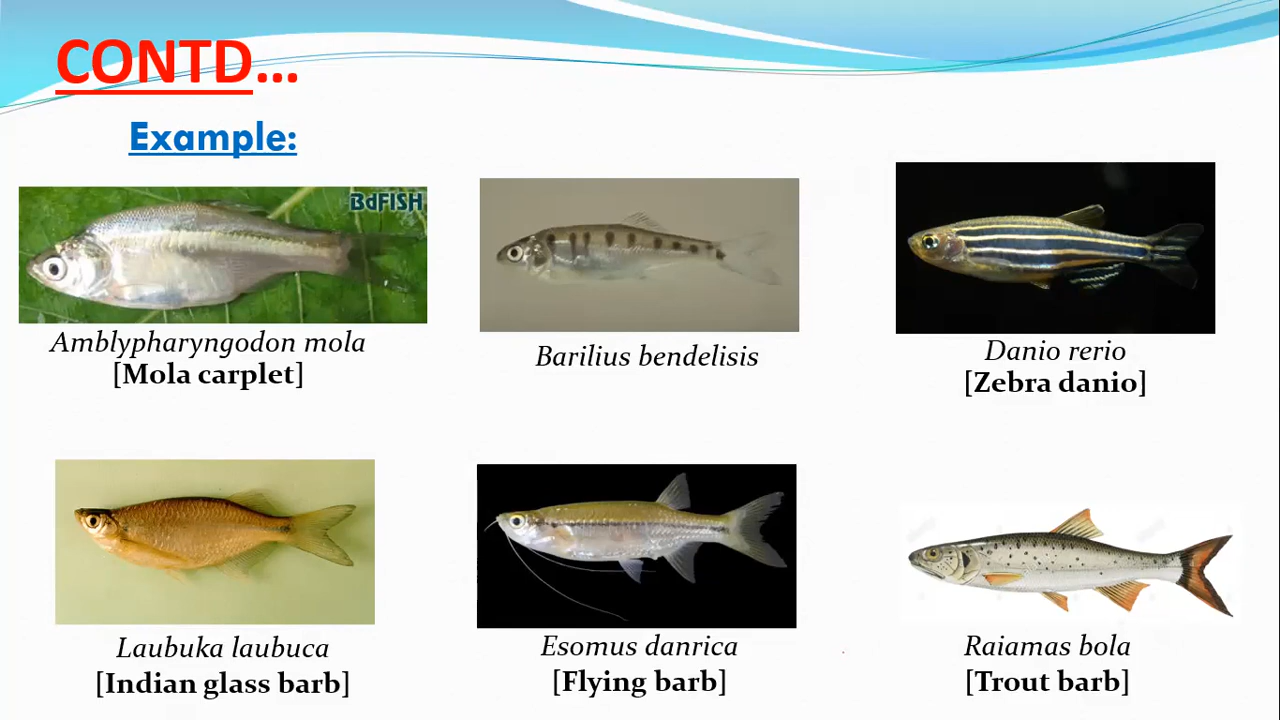 CONTD...
Example:
BdFISH
Amblypharyngodon mola
[Mola carplet]
Barilius bendelisis
Danio rerio
[Zebra danio]
Laubuka laubuca
[Indian glass barb]
Esomus danrica
[Flying barb]
Raiamas bola
[Trout barb]